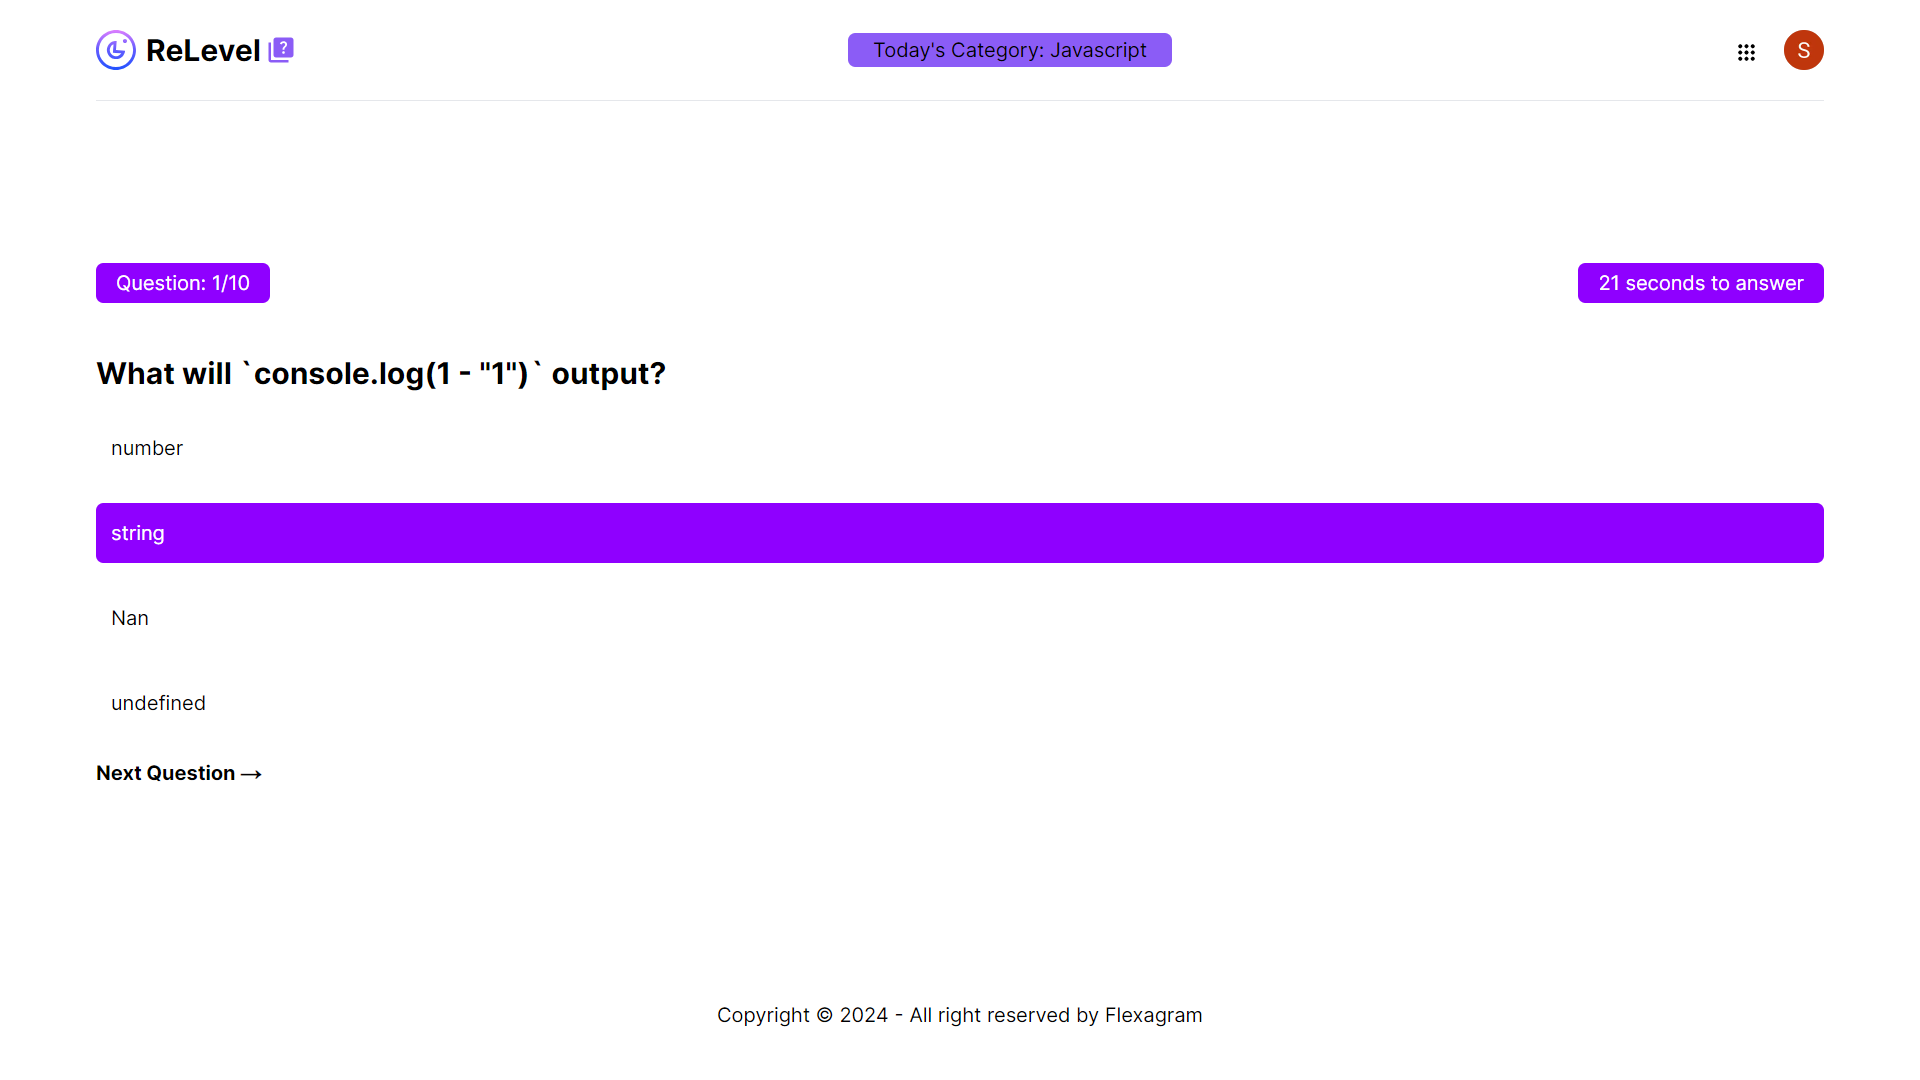 ReLevel
?
Today's Category: Javascript
S
Question: 1/10
21 seconds to answer
What will `console.log(1 - "1")` output?
number
string
Nan
undefined
Next Question →
Copyright © 2024 - All right reserved by Flexagram